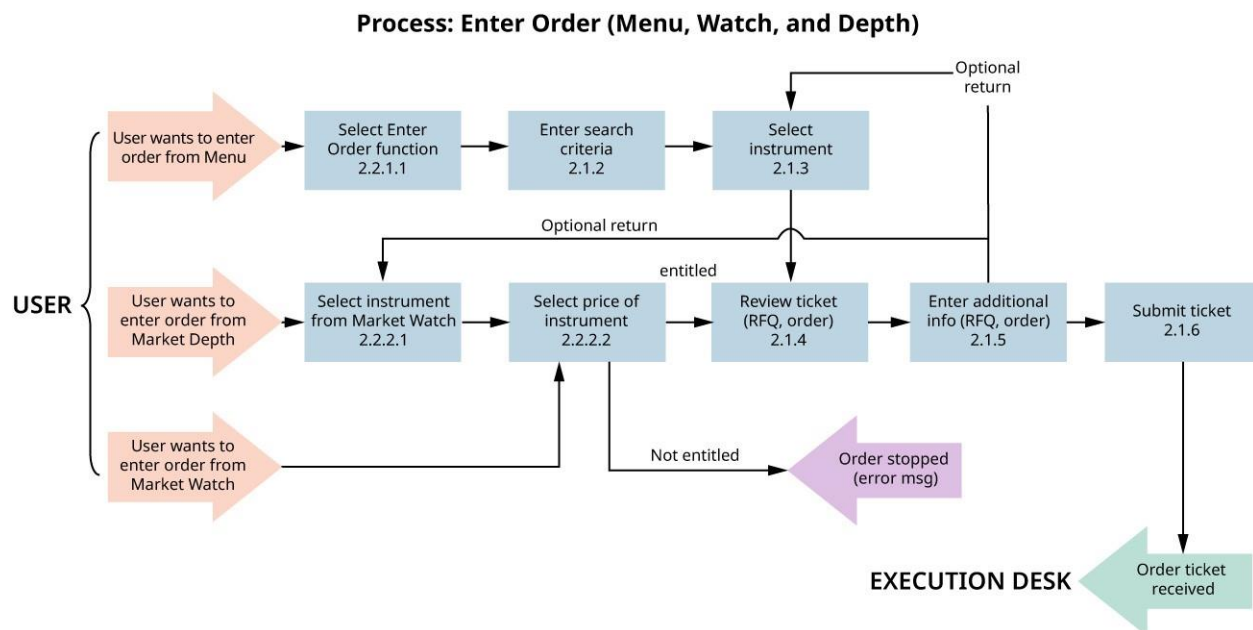 Process: Enter Order (Menu, Watch, and Depth)
Optional
return
User wants to enter
order from Menu
Select Enter
Order function
2.2.1.1
Enter search
criteria
2.1.2
Select
instrument
2.1.3
Optional return
entitled
USER
User wants to
enter order from
Market Depth
Select instrument
from Market Watch
2.2.2.1
Select price of
instrument
2.2.2.2
Review ticket
(RFQ, order)
2.1.4
Enter additional
info (RFQ, order)
2.1.5
Submit ticket
2.1.6
User wants to
enter order from
Market Watch
Not entitled
Order stopped
(error msg)
EXECUTION DESK
Order ticket
received